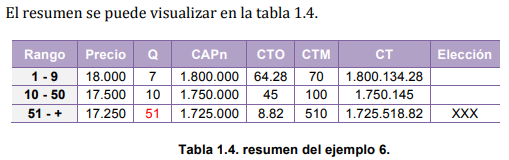 El resumen se puede visualizar en la tabla 1.4.
Rango Precio Q CAPn CTO CTM CT Elección
1 - 9 18.000 7 1.800.000 64.28 70 1.800.134.28
10 - 50 17.500 10 1.750.000 45 100 1.750.145
51 - + 17.250 51 1.725.000 8.82 510 1.725.518.82 XXX
Tabla 1.4. resumen del ejemplo 6.